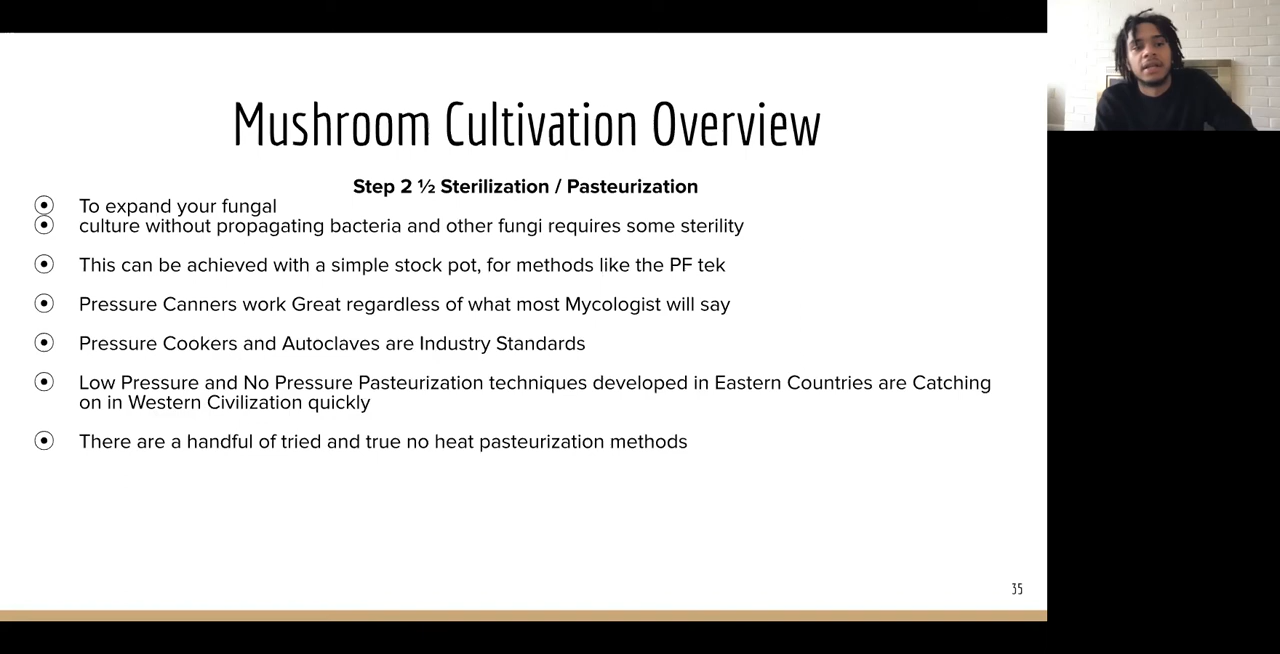 Mushroom Cultivation Overview
Step 2 ½ Sterilization / Pasteurization
To expand your fungal
culture without propagating bacteria and other fungi requires some sterility
This can be achieved with a simple stock pot, for methods like the PF tek
Pressure Canners work Great regardless of what most Mycologist will say
Pressure Cookers and Autoclaves are Industry Standards
Low Pressure and No Pressure Pasteurization techniques developed in Eastern Countries are Catching
on in Western Civilization quickly
There are a handful of tried and true no heat pasteurization methods
35